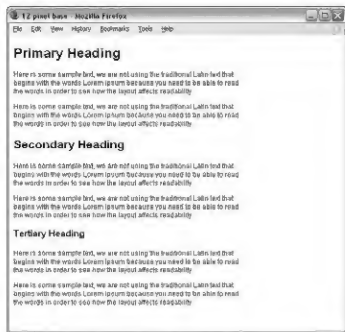 12 pixel base - Mozilla Firefox
File Edit View History Bookmarks Tools Help
Primary Heading
Here is some sample text, we are not using the traditional Latin text that
begins with the words Lorem Ipsum because you need to be able to read
the words in order to see how the layout affects readability
Here is some sample text, we are not using the traditional Latin text that
begins with the words Lorem Ipsum because you need to be able to read
the words in order to see how the layout affects readability
Secondary Heading
Here is some sample text, we are not using the traditional Latin text that
begins with the words Lorem Ipsum because you need to be able to read
the words in order to see how the layout affects readability
Here is some sample text, we are not using the traditional Latin text that
begins with the words Lorem Ipsum because you need to be able to read
the words in order to see how the layout affects readability
Tertiary Heading
Here is some sample text, we are not using the traditional Latin text that
begins with the words Lorem Ipsum because you need to be able to read
the words in order to see how the layout affects readability
Here is some sample text, we are not using the traditional Latin text that
begins with the words Lorem Ipsum because you need to be able to read
the words in order to see how the layout affects readability